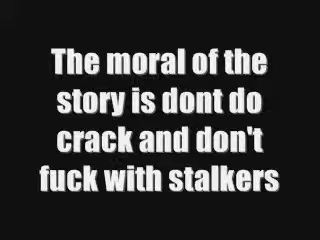 The moral of the
story is dont do
crack and don't
fuck with stalkers